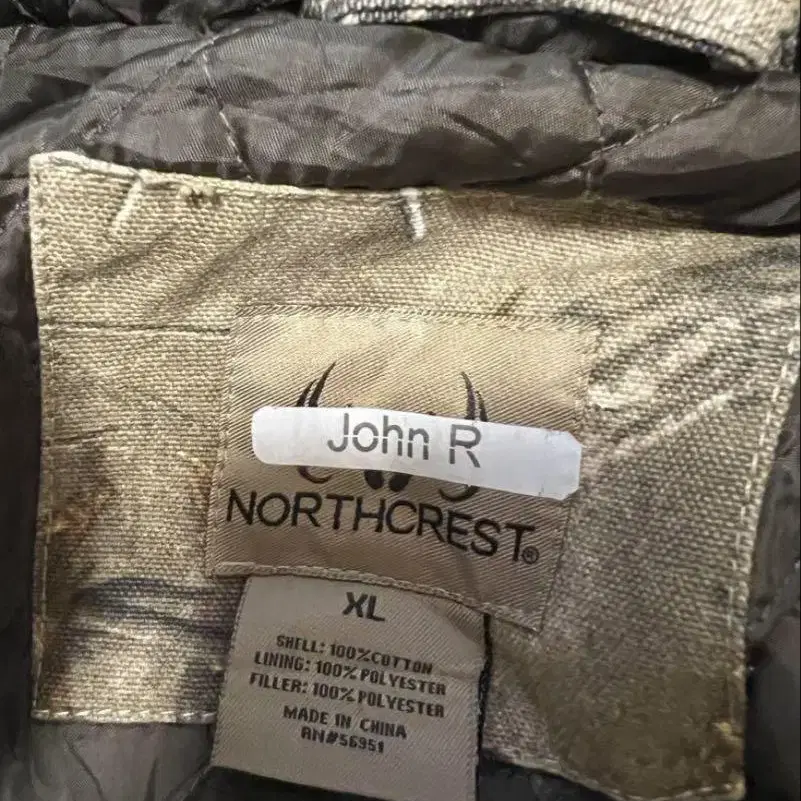 John R
NORTHCREST®
XL
SHELL: 100%COTTON
LINING: 100%POLYESTER
FILLER: 100%POLYESTER
MADE IN CHINA
RN#56951